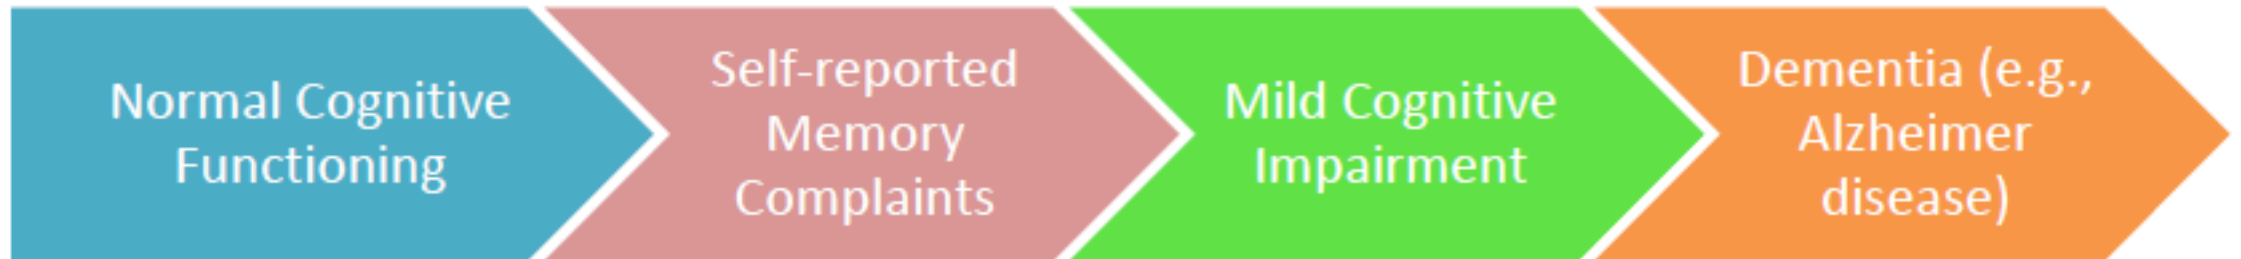 Normal Cognitive
Functioning
Self-reported
Memory
Complaints
Mild Cognitive
Impairment
Dementia (e.g.,
Alzheimer
disease)